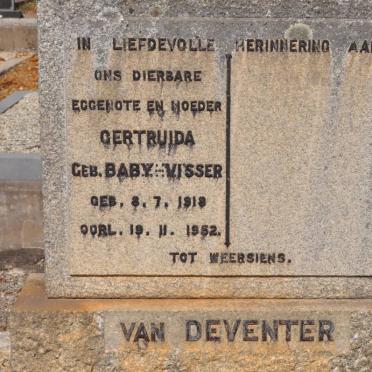 IN LIEFDEVOLLE HERINNERING AAN
ONS DIERBARE
EGGENOTE EN MOEDER
GERTRUIDA
GEB. BABY-VISSER
GEB. 8. 7. 1918
OORL. 19. 11. 1952.
TOT WEERSIENS.
VAN DEVENTER